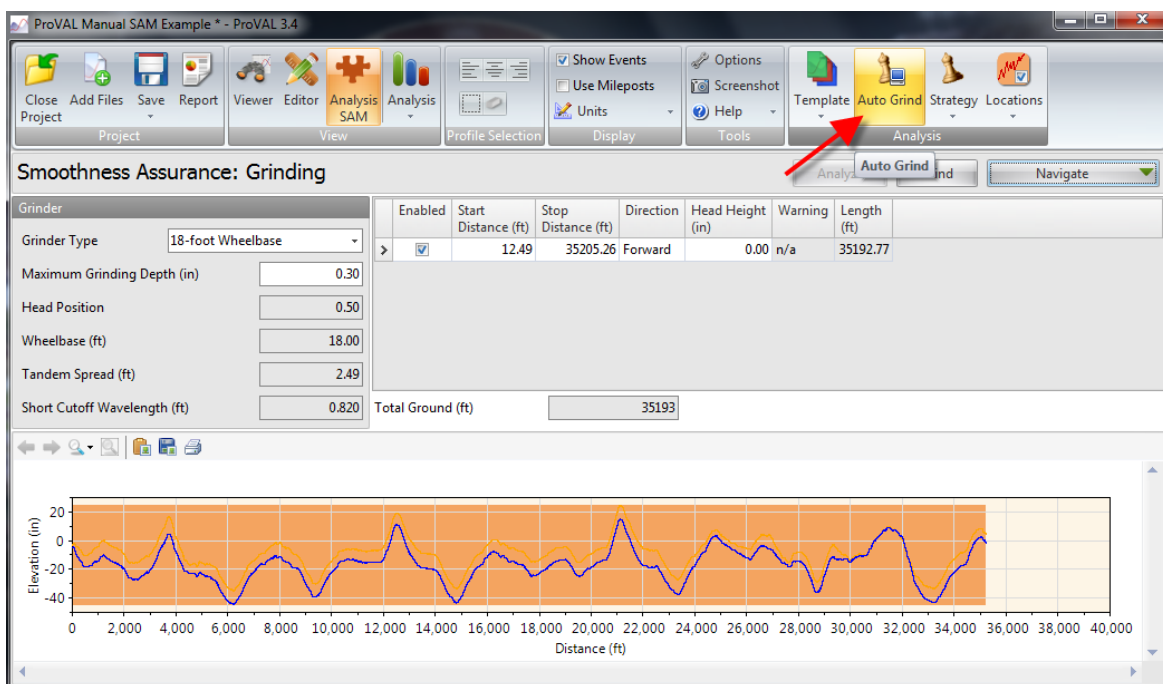 ProVAL Manual SAM Example * - ProVAL 3.4
Close Project
Add Files
Save
Report
Project
Viewer
Editor
Analysis SAM
Analysis
View
Profile Selection
Show Events
Use Mileposts
Units
Display
Options
Screenshot
Help
Tools
Template
Auto Grind
Strategy
Locations
Analysis
Smoothness Assurance: Grinding
Auto Grind
Navigate
Grinder
Grinder Type 18-foot Wheelbase
Maximum Grinding Depth (in) 0.30
Head Position 0.50
Wheelbase (ft) 18.00
Tandem Spread (ft) 2.49
Short Cutoff Wavelength (ft) 0.820
Enabled Start Distance (ft) Stop Distance (ft) Direction Head Height (in) Warning Length (ft)
12.49 35205.26 Forward 0.00 n/a 35192.77
Total Ground (ft) 35193
Elevation (in)
20
0
-20
-40
0 2,000 4,000 6,000 8,000 10,000 12,000 14,000 16,000 18,000 20,000 22,000 24,000 26,000 28,000 30,000 32,000 34,000 36,000 38,000 40,000
Distance (ft)